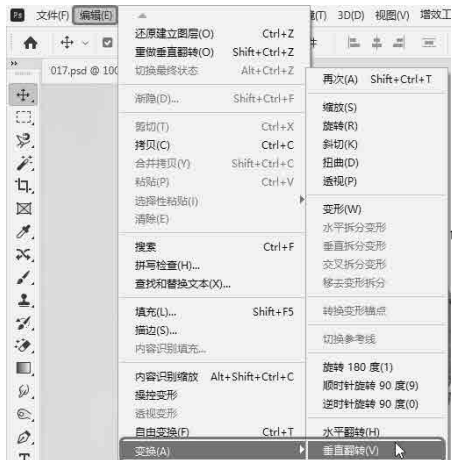 Ps 文件(F) 编辑(E) (T) 3D(D) 视图(V) 增效工
017.psd @ 100
还原建立图层(O) Ctrl+Z
重做垂直翻转(O) Shift+Ctrl+Z
切换最终状态 Alt+Ctrl+Z
渐隐(D)... Shift+Ctrl+F
剪切(T) Ctrl+X
拷贝(C) Ctrl+C
合并拷贝(Y) Shift+Ctrl+C
粘贴(P) Ctrl+V
选择性粘贴(I)
清除(E)
搜索 Ctrl+F
拼写检查(H)...
查找和替换文本(X)...
填充(L)... Shift+F5
描边(S)...
内容识别填充...
内容识别缩放 Alt+Shift+Ctrl+C
操控变形
透视变形
自由变换(F) Ctrl+T
变换(A)
再次(A) Shift+Ctrl+T
缩放(S)
旋转(R)
斜切(K)
扭曲(D)
透视(P)
变形(W)
水平拆分变形
垂直拆分变形
交叉拆分变形
移去变形拆分
转换变形锚点
切换参考线
旋转 180 度(1)
顺时针旋转 90 度(9)
逆时针旋转 90 度(0)
水平翻转(H)
垂直翻转(V)